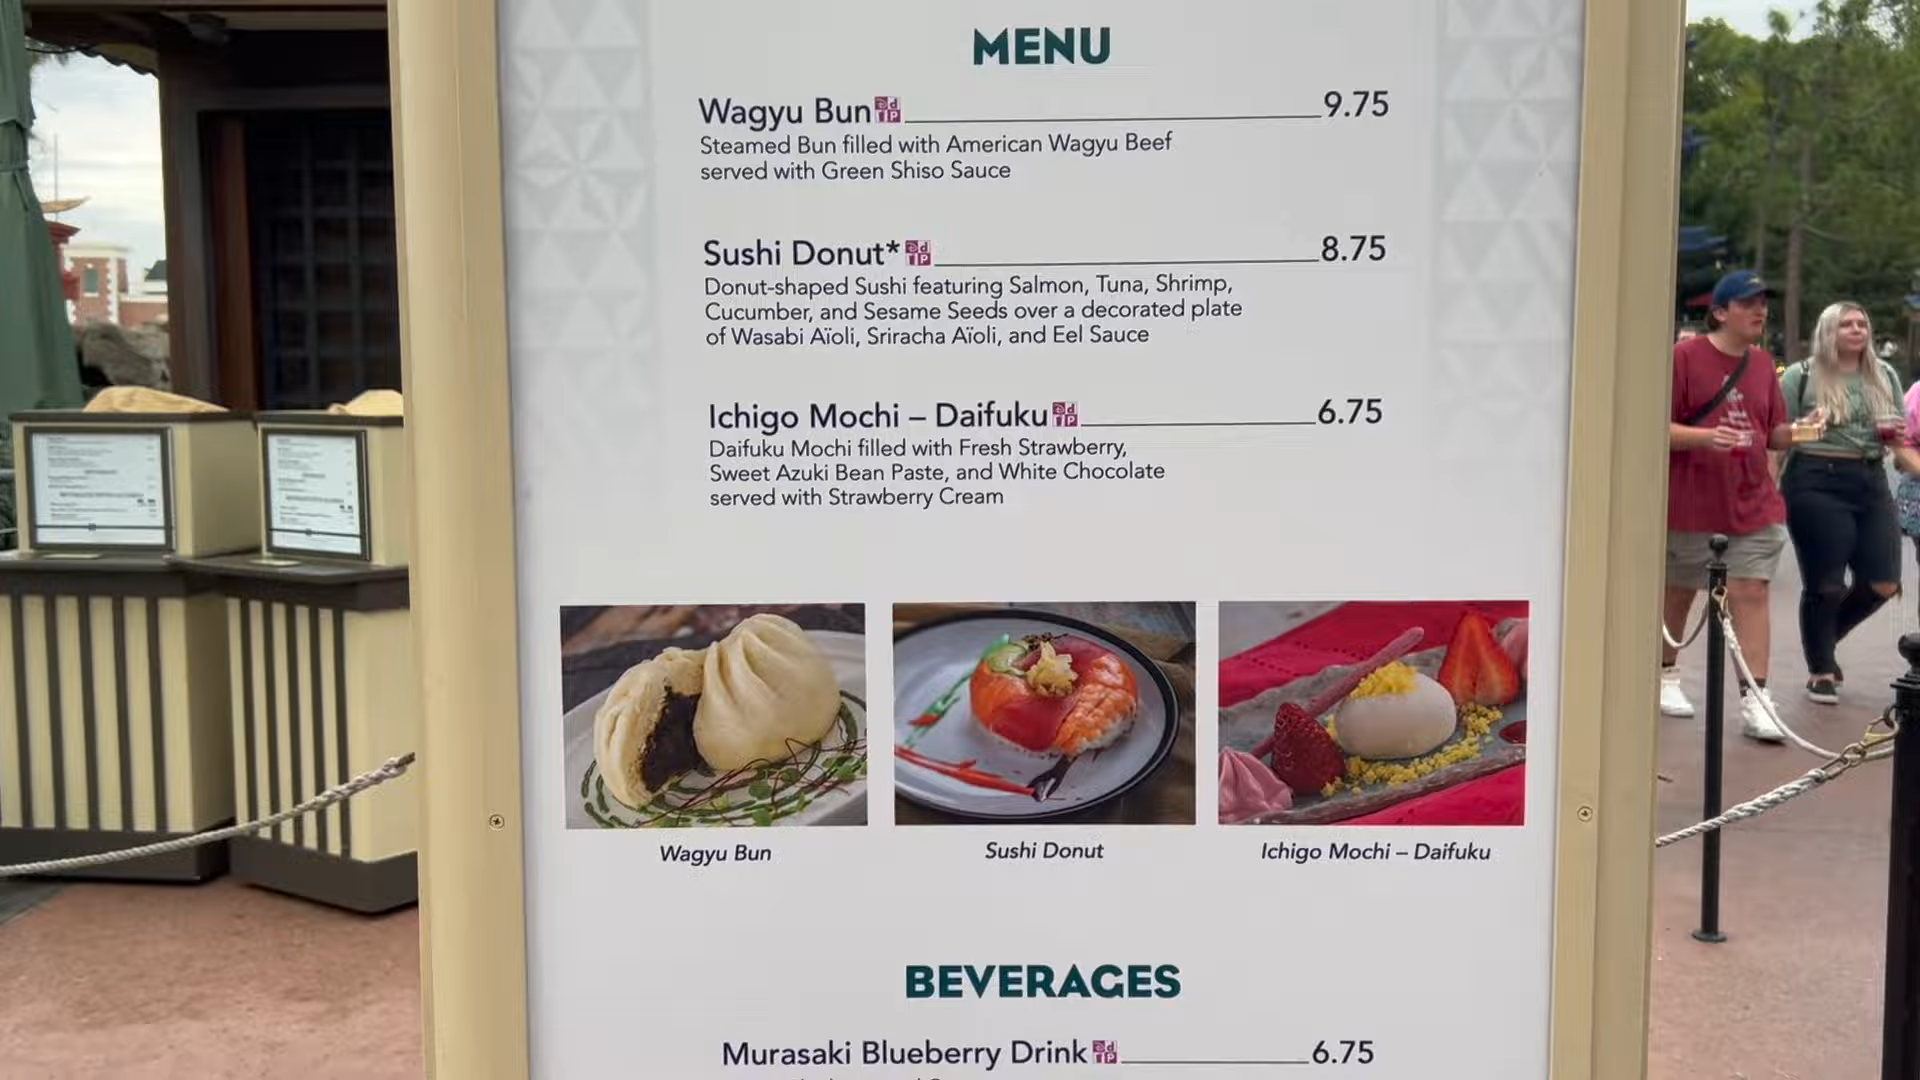 MENU
Wagyu Bun 9.75
Steamed Bun filled with American Wagyu Beef
served with Green Shiso Sauce
Sushi Donut* 8.75
Donut-shaped Sushi featuring Salmon, Tuna, Shrimp,
Cucumber, and Sesame Seeds over a decorated plate
of Wasabi Aïoli, Sriracha Aïoli, and Eel Sauce
Ichigo Mochi – Daifuku 6.75
Daifuku Mochi filled with Fresh Strawberry,
Sweet Azuki Bean Paste, and White Chocolate
served with Strawberry Cream
Wagyu Bun
Sushi Donut
Ichigo Mochi – Daifuku
BEVERAGES
Murasaki Blueberry Drink 6.75